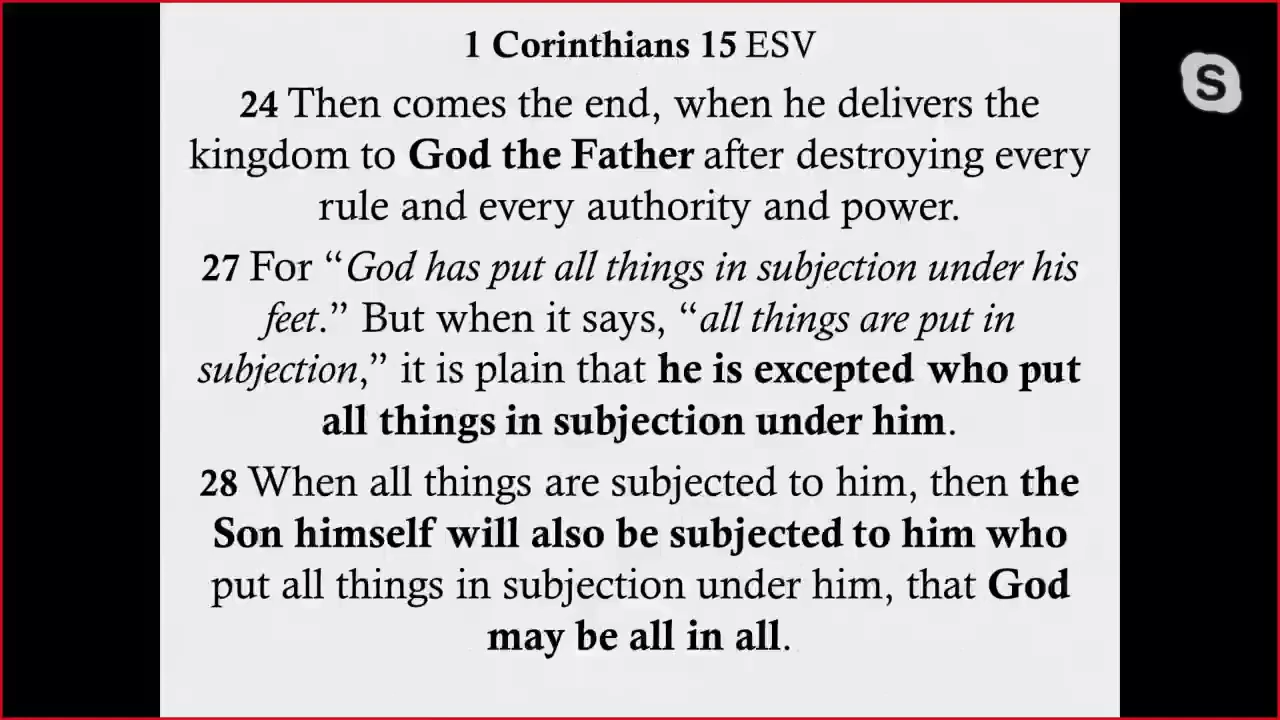 1 Corinthians 15 ESV
24 Then comes the end, when he delivers the
kingdom to God the Father after destroying every
rule and every authority and power.
27 For “God has put all things in subjection under his
feet.” But when it says, “all things are put in
subjection,” it is plain that he is excepted who put
all things in subjection under him.
28 When all things are subjected to him, then the
Son himself will also be subjected to him who
put all things in subjection under him, that God
may be all in all.
S